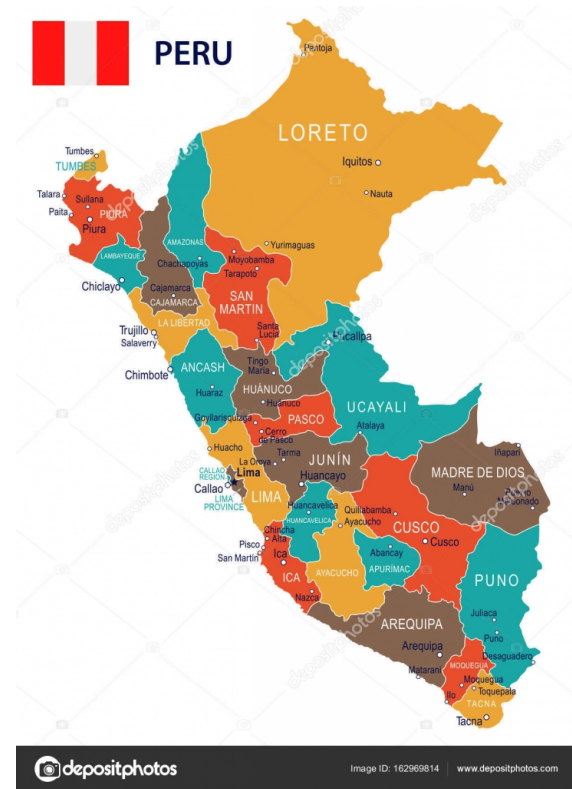 PERU
Pantoja
LORETO
Iquitos
Nauta
Tumbes
TUMBES
Talara
Sullana
Paita
PIURA
Piura
AMAZONAS
Yurimaguas
LAMBAYEQUE
Chachapoyas
Moyobamba
Tarapoto
Chiclayo
Cajamarca
CAJAMARCA
SAN
MARTIN
LA LIBERTAD
Trujillo
Salaverry
Santa
Lucia
Pucallpa
Chimbote
ANCASH
Tingo
Maria
HUÁNUCO
Huaraz
Huánuco
UCAYALI
Goyllarisquizga
PASCO
Cerro
de Pasco
Atalaya
Huacho
Tarma
JUNÍN
Iñapari
La Oroya
CALLAO
REGION
Lima
Huancayo
MADRE DE DIOS
Callao
Manú
Puerto
Maldonado
LIMA
PROVINCE
LIMA
Huancavelica
HUANCAVELICA
Quillabamba
Ayacucho
CUSCO
Cusco
Chincha
Alta
Pisco
San Martin
Ica
ICA
Abancay
APURÍMAC
AYACUCHO
PUNO
Nazca
Juliaca
AREQUIPA
Puno
Arequipa
Desaguadero
Matarani
MOQUEGUA
Moquegua
Ilo
Toquepala
TACNA
Tacna
depositphotos
Image ID: 162969814
www.depositphotos.com